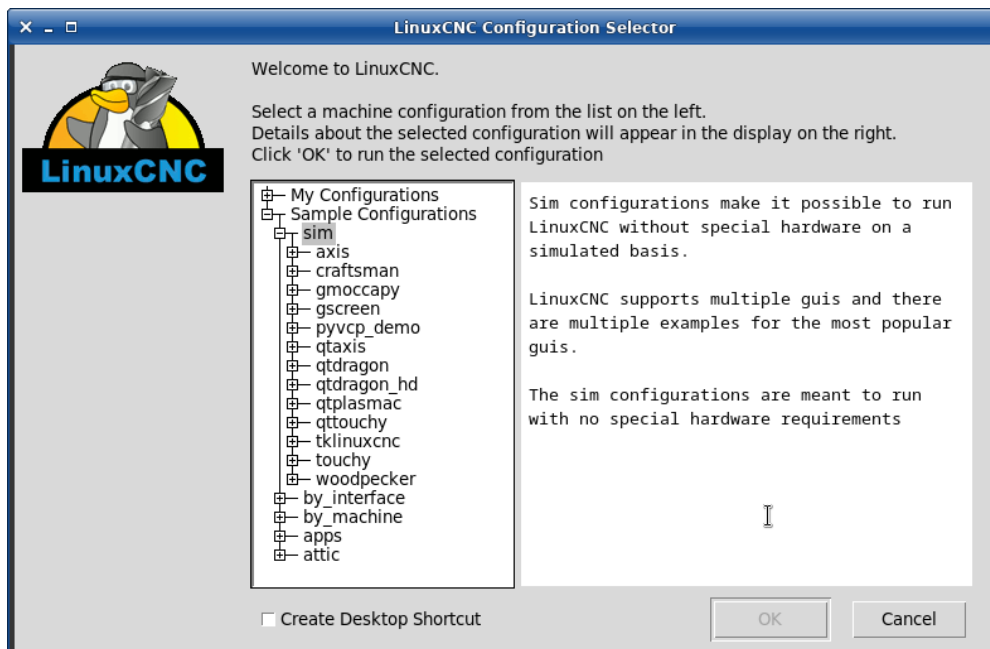 LinuxCNC Configuration Selector
LinuxCNC
Welcome to LinuxCNC.
Select a machine configuration from the list on the left.
Details about the selected configuration will appear in the display on the right.
Click 'OK' to run the selected configuration
My Configurations
Sample Configurations
sim
axis
craftsman
gmoccapy
gscreen
pyvcp_demo
qtaxis
qtdragon
qtdragon_hd
qtplasmac
qttouchy
tklinuxcnc
touchy
woodpecker
by_interface
by_machine
apps
attic
Sim configurations make it possible to run
LinuxCNC without special hardware on a
simulated basis.
LinuxCNC supports multiple guis and there
are multiple examples for the most popular
guis.
The sim configurations are meant to run
with no special hardware requirements
Create Desktop Shortcut
OK
Cancel